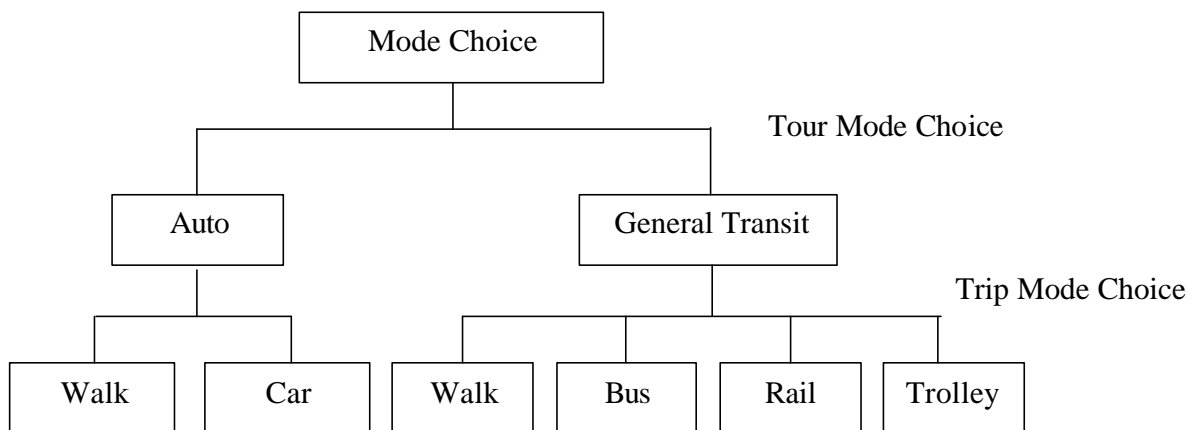 Mode Choice
Tour Mode Choice
Auto
General Transit
Trip Mode Choice
Walk
Car
Walk
Bus
Rail
Trolley